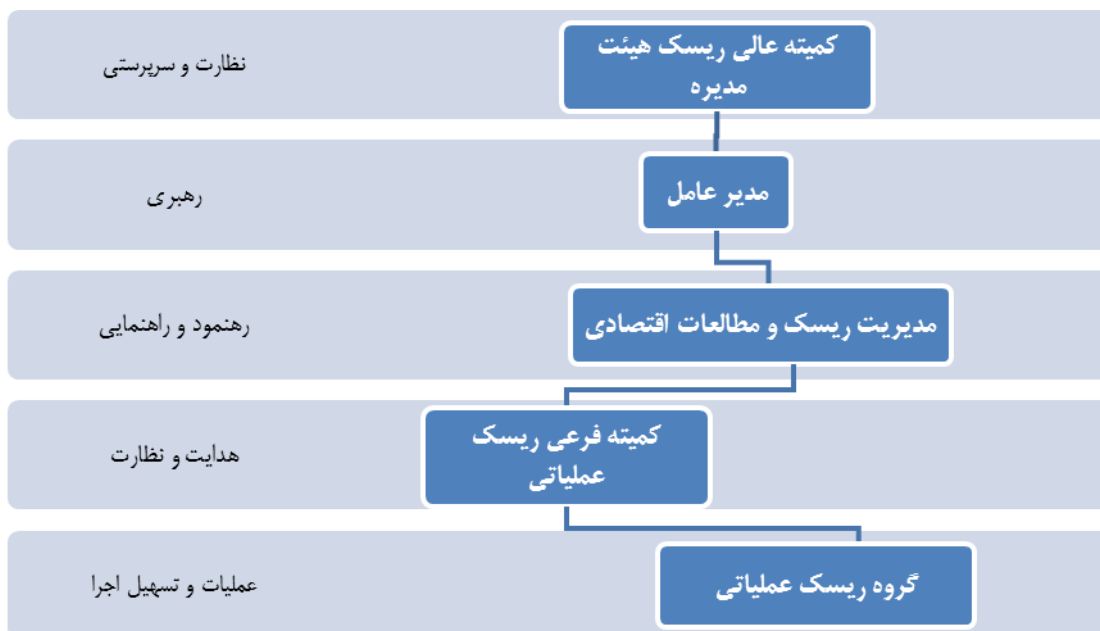 کمیته عالی ریسک هیئت
مدیره
نظارت و سرپرستی
مدیر عامل
رهبری
مدیریت ریسک و مطالعات اقتصادی
رهنمود و راهنمایی
کمیته فرعی ریسک
عملیاتی
هدایت و نظارت
گروه ریسک عملیاتی
عملیات و تسهیل اجرا